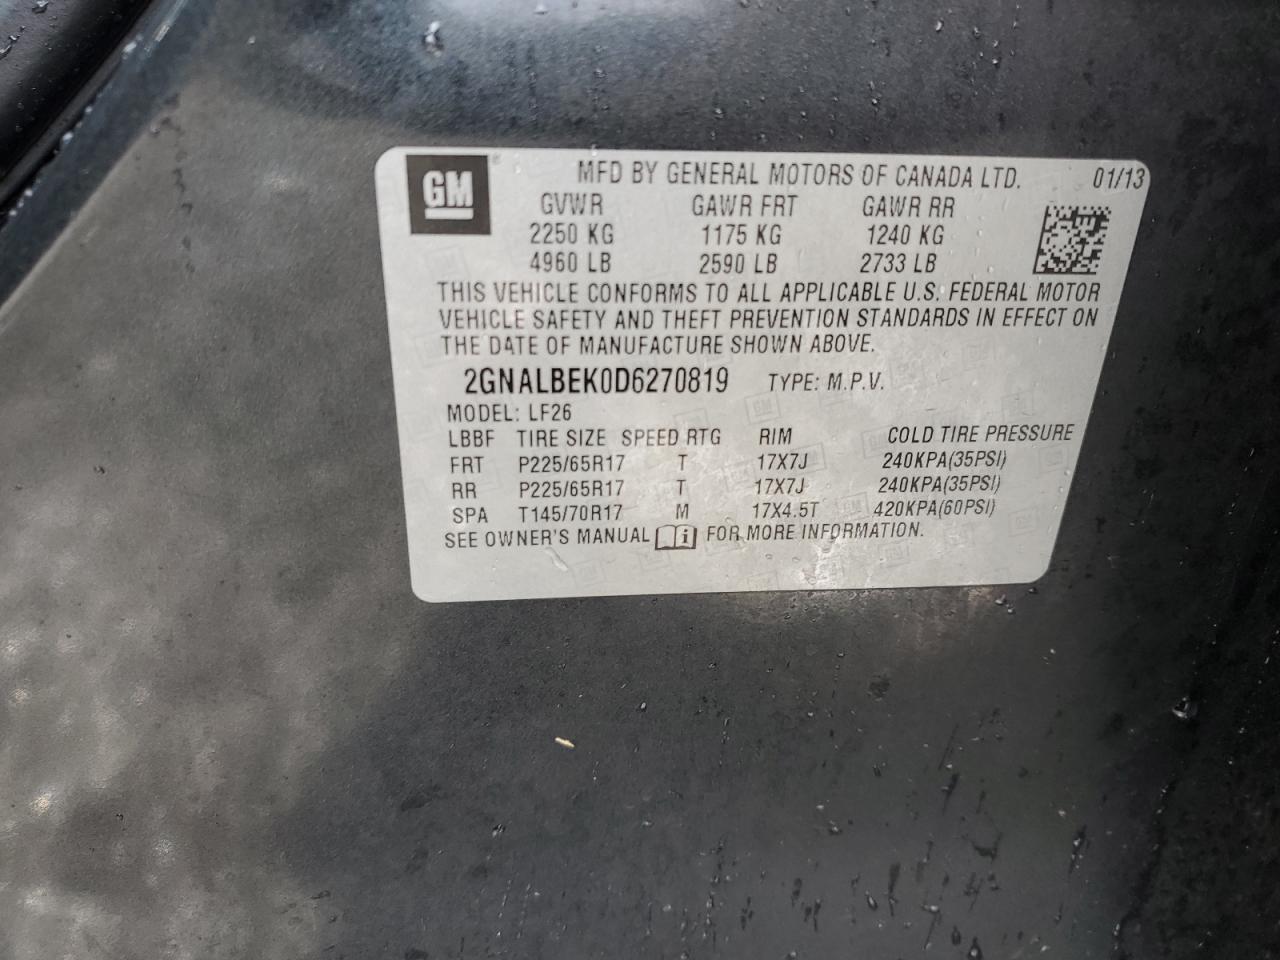 GM ® MFD BY GENERAL MOTORS OF CANADA LTD. 01/13
GVWR GAWR FRT GAWR RR
2250 KG 1175 KG 1240 KG
4960 LB 2590 LB 2733 LB
THIS VEHICLE CONFORMS TO ALL APPLICABLE U.S. FEDERAL MOTOR
VEHICLE SAFETY AND THEFT PREVENTION STANDARDS IN EFFECT ON
THE DATE OF MANUFACTURE SHOWN ABOVE.
2GNALBEK0D6270819 TYPE: M.P.V.
MODEL: LF26
LBBF TIRE SIZE SPEED RTG RIM COLD TIRE PRESSURE
FRT P225/65R17 T 17X7J 240KPA(35PSI)
RR P225/65R17 T 17X7J 240KPA(35PSI)
SPA T145/70R17 M 17X4.5T 420KPA(60PSI)
SEE OWNER'S MANUAL i FOR MORE INFORMATION.